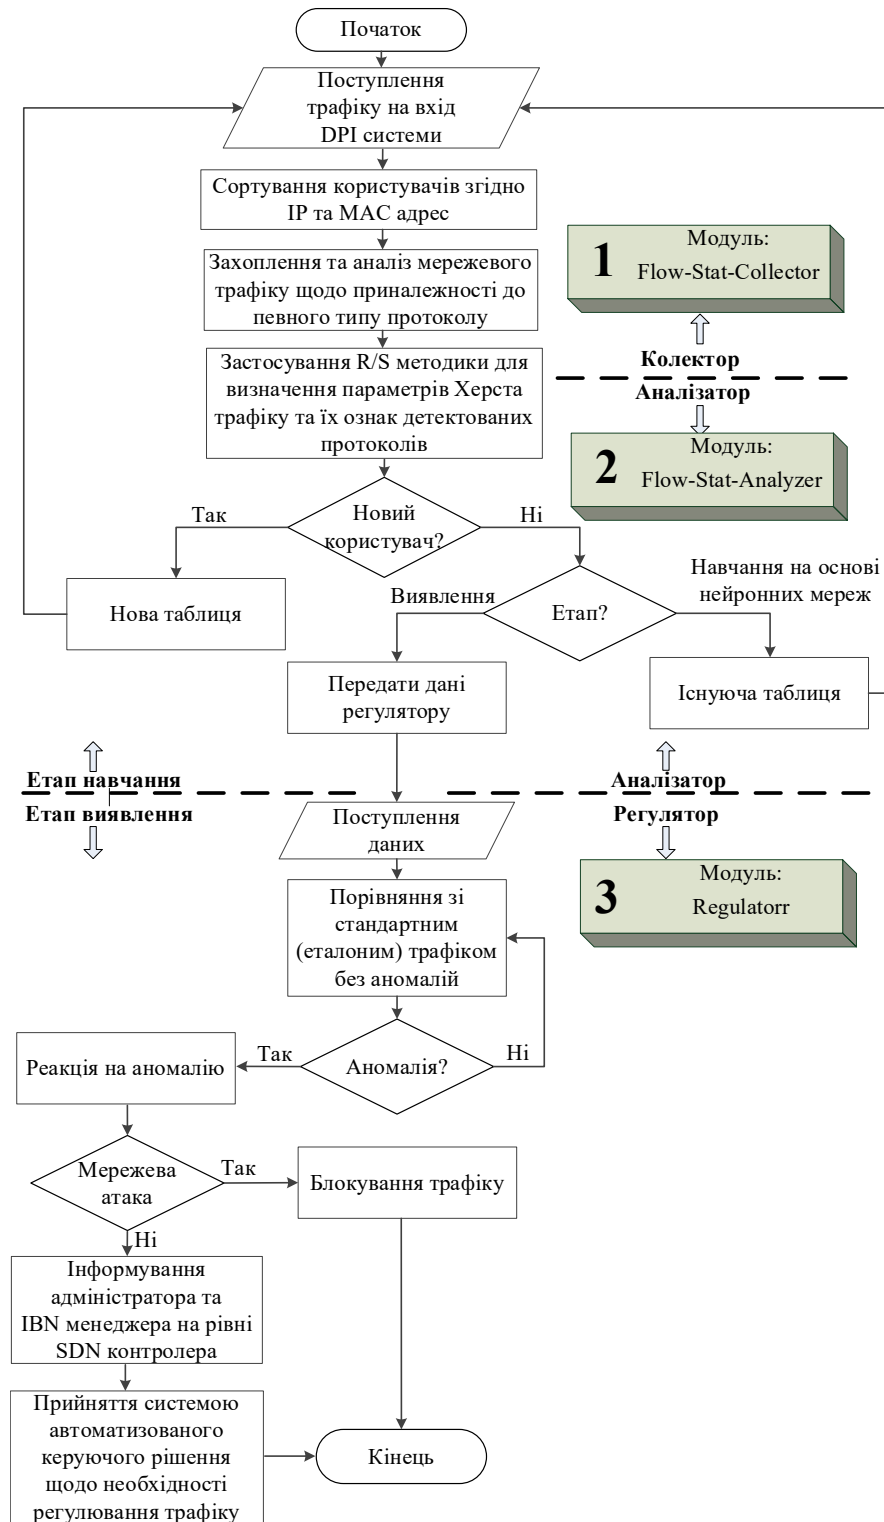 Початок
Поступлення
трафіку на вхід
DPI системи
Сортування користувачів згідно
IP та MAC адрес
Захоплення та аналіз мережевого
трафіку щодо приналежності до
певного типу протоколу
1
Модуль:
Flow-Stat-Collector
Колектор
Аналізатор
Застосування R/S методики для
визначення параметрів Херста
трафіку та їх ознак детектованих
протоколів
2
Модуль:
Flow-Stat-Analyzer
Новий
користувач?
Так
Ні
Нова таблиця
Етап?
Виявлення
Навчання на основі
нейронних мереж
Передати дані
регулятору
Існуюча таблиця
Етап навчання
Етап виявлення
Аналізатор
Регулятор
Поступлення
даних
3
Модуль:
Regulatorr
Порівняння зі
стандартним
(еталоним) трафіком
без аномалій
Аномалія?
Так
Ні
Реакція на аномалію
Мережева
атака
Так
Блокування трафіку
Ні
Інформування
адміністратора та
IBN менеджера на рівні
SDN контролера
Прийняття системою
автоматизованого
керуючого рішення
щодо необхідності
регулювання трафіку
Кінець